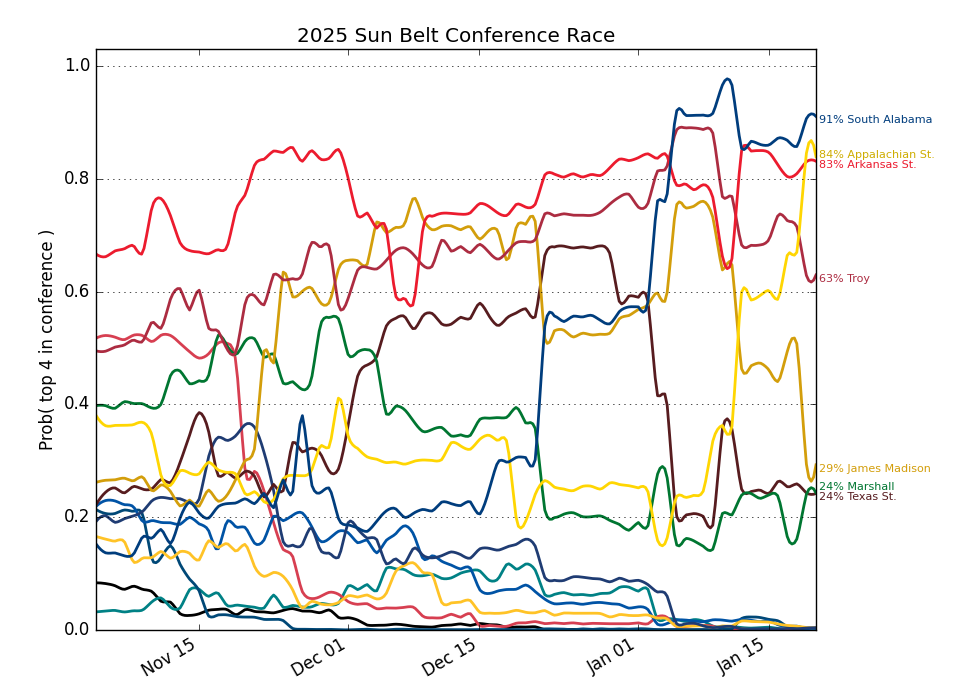 2025 Sun Belt Conference Race
Prob( top 4 in conference )
1.0
0.8
0.6
0.4
0.2
0.0
Nov 15
Dec 01
Dec 15
Jan 01
Jan 15
91% South Alabama
84% Appalachian St.
83% Arkansas St.
63% Troy
29% James Madison
24% Marshall
24% Texas St.